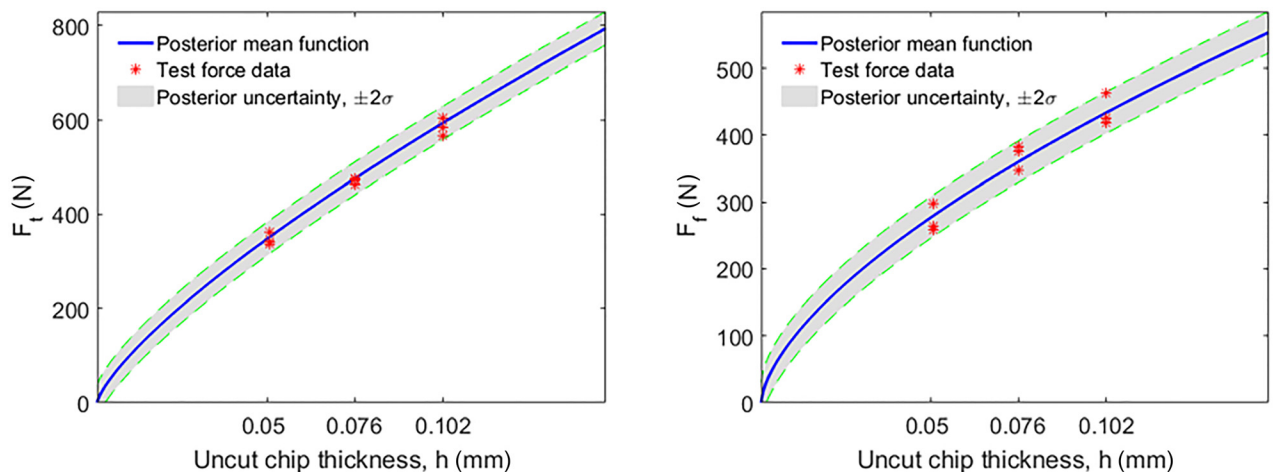 800
600
400
200
0
F_t (N)
Posterior mean function
Test force data
Posterior uncertainty, ±2σ
0.05 0.076 0.102
Uncut chip thickness, h (mm)
500
400
300
200
100
0
F_f (N)
Posterior mean function
Test force data
Posterior uncertainty, ±2σ
0.05 0.076 0.102
Uncut chip thickness, h (mm)